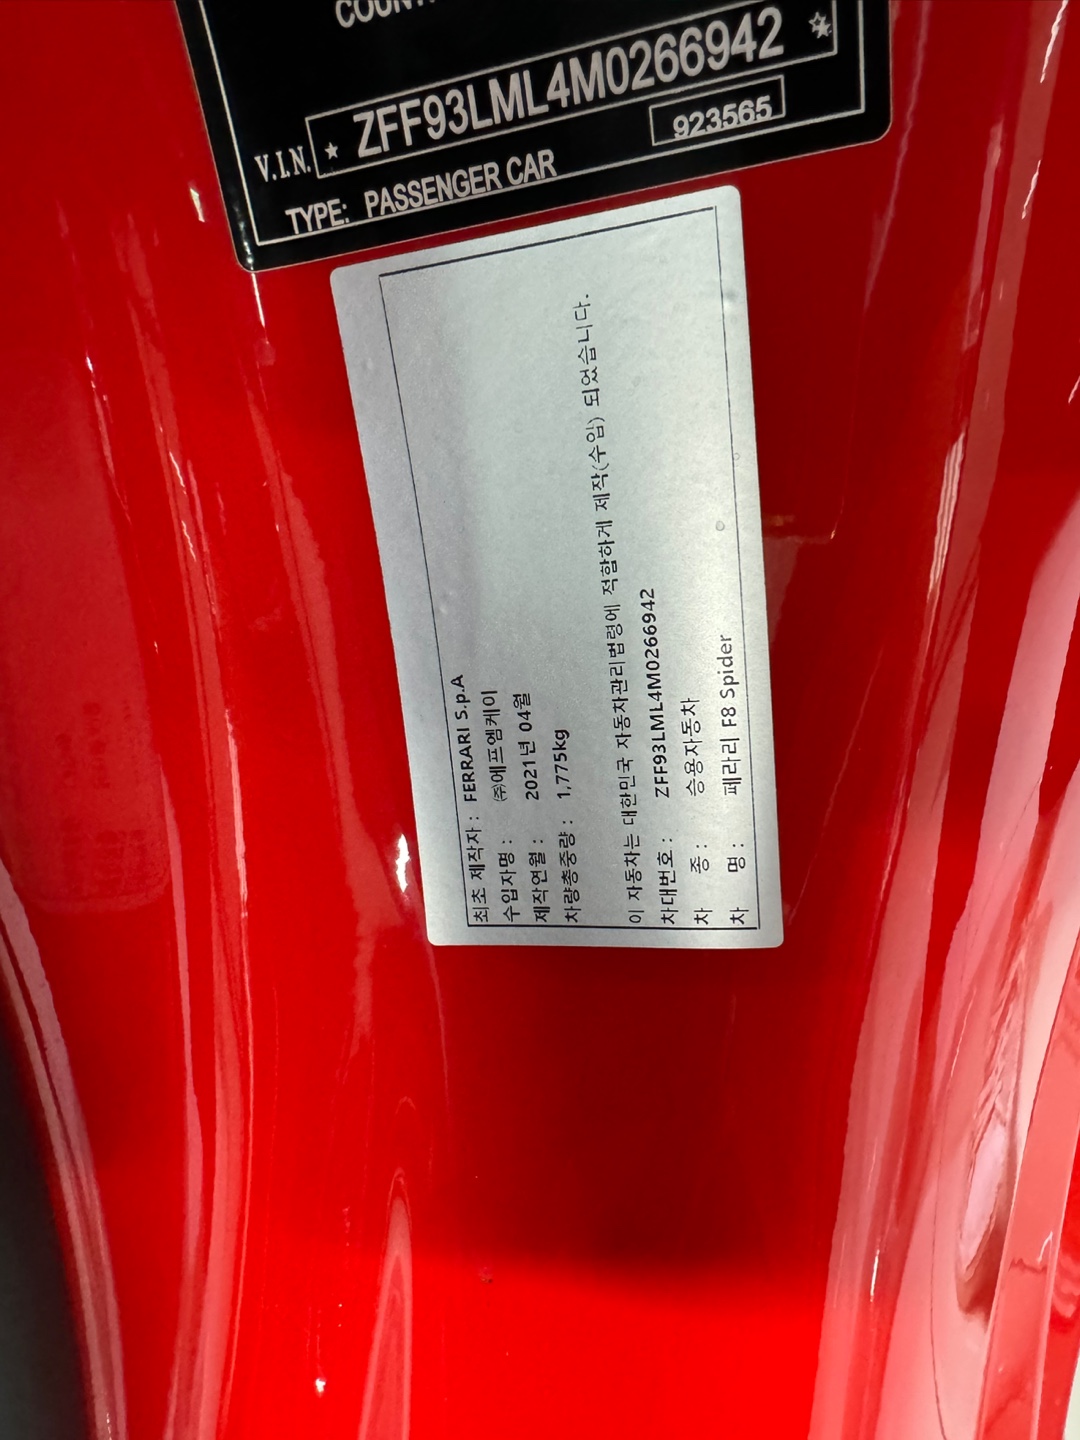 V.I.N. ★ ZFF93LML4M0266942 ★
923565
TYPE: PASSENGER CAR
최초 제작자 : FERRARI S.p.A
수입자명 : ㈜에프엠케이
제작연월 : 2021년 04월
차량총중량 : 1,775kg
이 자동차는 대한민국 자동차관리법령에 적합하게 제작(수입) 되었습니다.
차대번호 : ZFF93LML4M0266942
차 종 : 승용자동차
차 명 : 페라리 F8 Spider